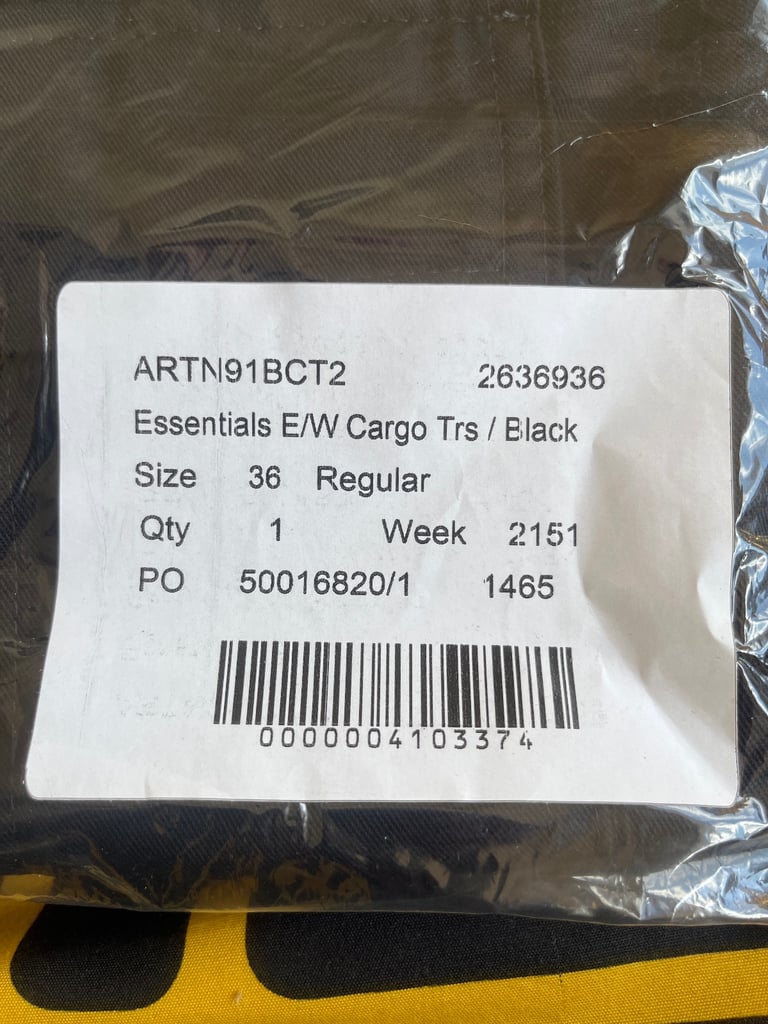 ARTN91BCT2 2636936
Essentials E/W Cargo Trs / Black
Size 36 Regular
Qty 1 Week 2151
PO 50016820/1 1465
0000004103374